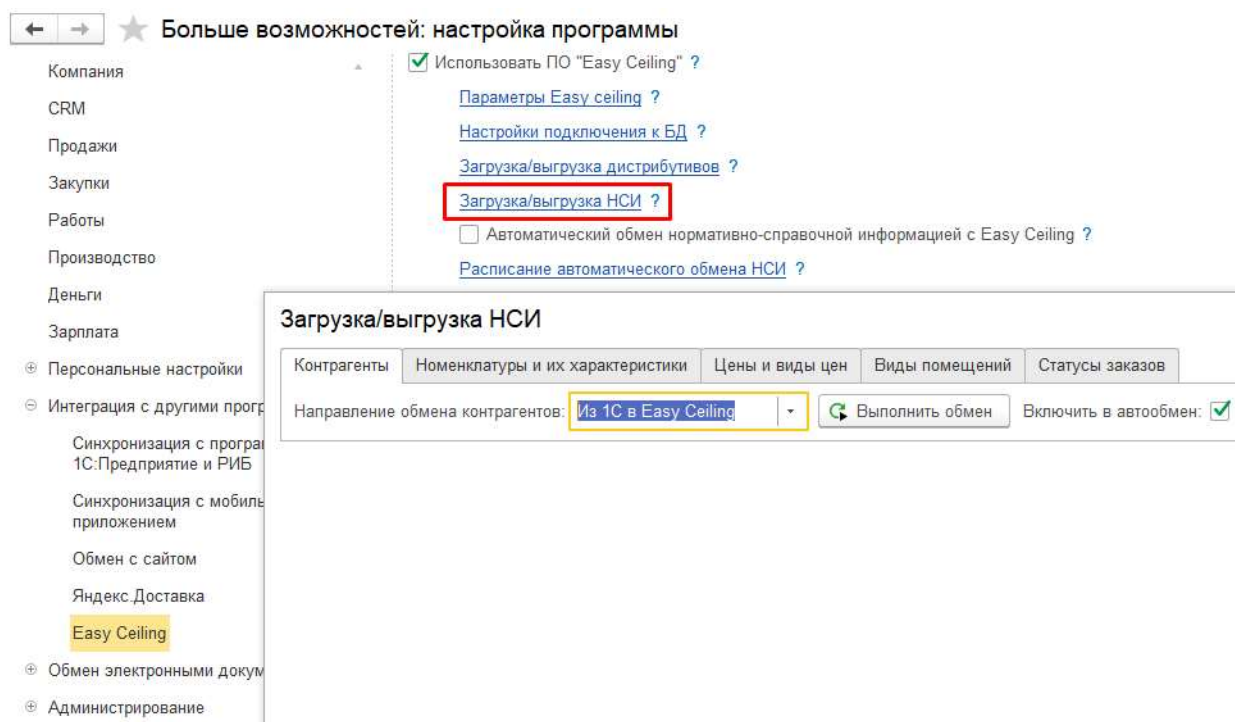 Больше возможностей: настройка программы
Компания
CRM
Продажи
Закупки
Работы
Производство
Деньги
Зарплата
Персональные настройки
Интеграция с другими прогр
Синхронизация с програ
1С:Предприятие и РИБ
Синхронизация с мобиль
приложением
Обмен с сайтом
Яндекс.Доставка
Easy Ceiling
Обмен электронными докум
Администрирование
Использовать ПО "Easy Ceiling" ?
Параметры Easy ceiling ?
Настройки подключения к БД ?
Загрузка/выгрузка дистрибутивов ?
Загрузка/выгрузка НСИ ?
Автоматический обмен нормативно-справочной информацией с Easy Ceiling ?
Расписание автоматического обмена НСИ ?
Загрузка/выгрузка НСИ
Контрагенты Номенклатуры и их характеристики Цены и виды цен Виды помещений Статусы заказов
Направление обмена контрагентов: Из 1С в Easy Ceiling Выполнить обмен Включить в автообмен: